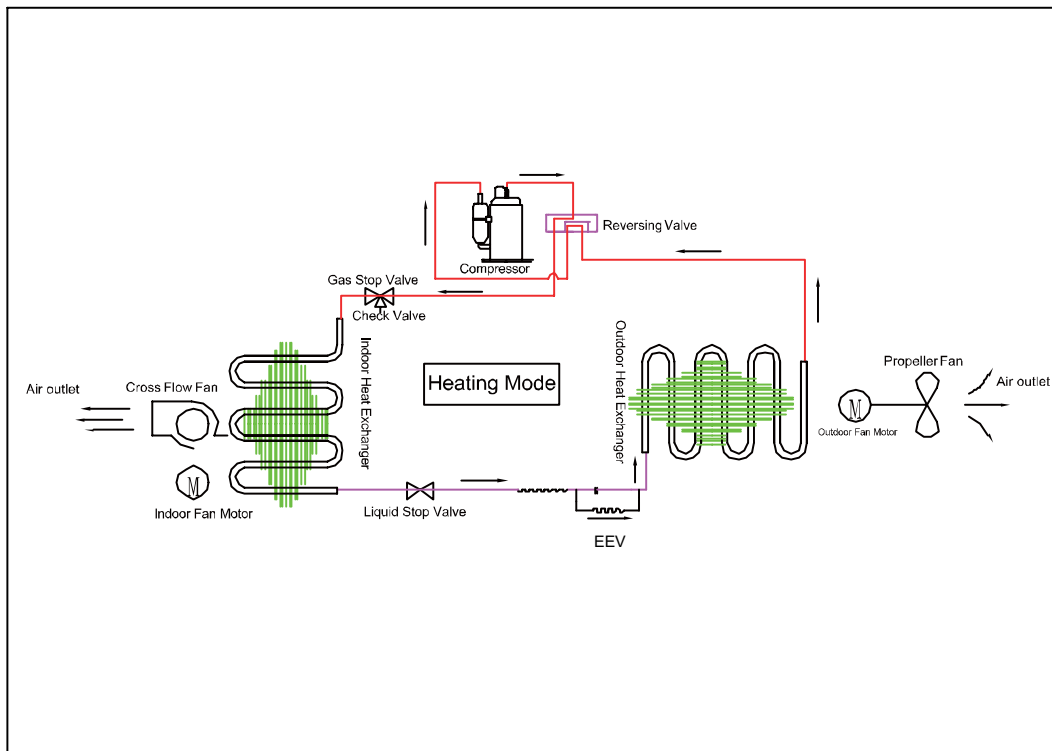 Reversing Valve
Compressor
Gas Stop Valve
Check Valve
Indoor Heat Exchanger
Outdoor Heat Exchanger
Heating Mode
Air outlet
Cross Flow Fan
M
Indoor Fan Motor
Propeller Fan
Air outlet
M
Outdoor Fan Motor
Liquid Stop Valve
EEV